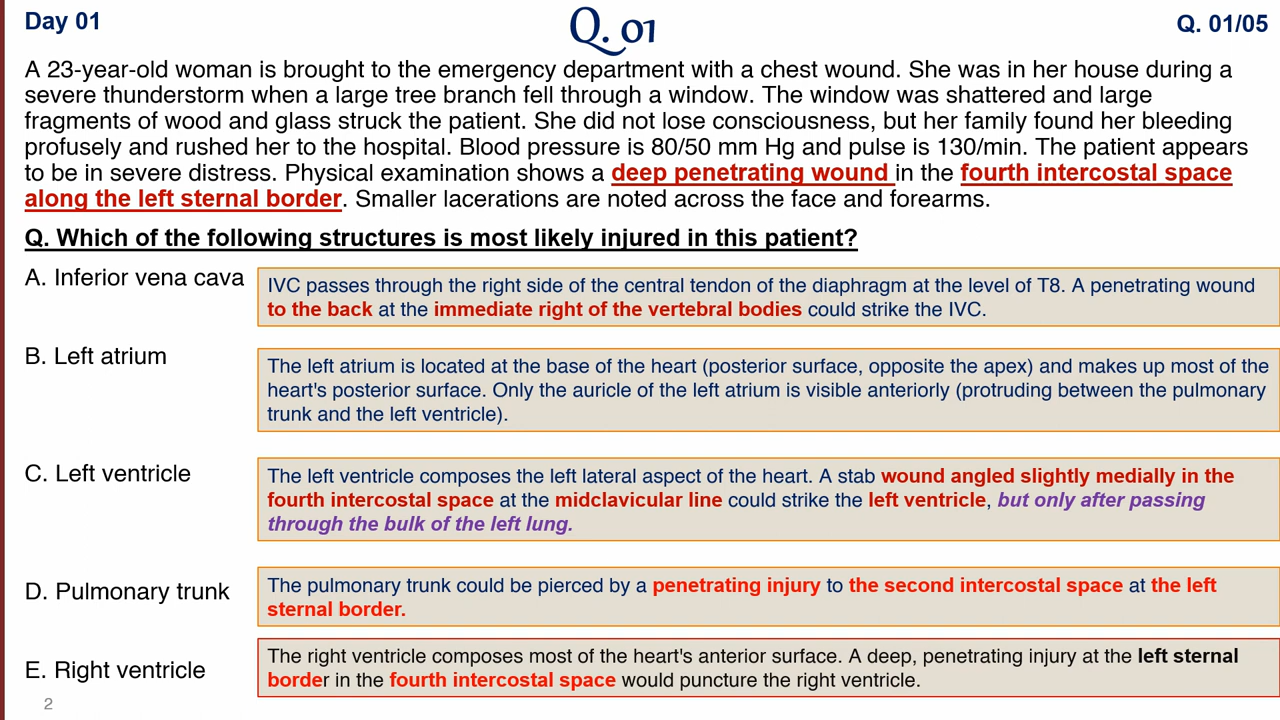 Day 01
Q. 01
Q. 01/05
A 23-year-old woman is brought to the emergency department with a chest wound. She was in her house during a
severe thunderstorm when a large tree branch fell through a window. The window was shattered and large
fragments of wood and glass struck the patient. She did not lose consciousness, but her family found her bleeding
profusely and rushed her to the hospital. Blood pressure is 80/50 mm Hg and pulse is 130/min. The patient appears
to be in severe distress. Physical examination shows a deep penetrating wound in the fourth intercostal space
along the left sternal border. Smaller lacerations are noted across the face and forearms.
Q. Which of the following structures is most likely injured in this patient?
A. Inferior vena cava
IVC passes through the right side of the central tendon of the diaphragm at the level of T8. A penetrating wound
to the back at the immediate right of the vertebral bodies could strike the IVC.
B. Left atrium
The left atrium is located at the base of the heart (posterior surface, opposite the apex) and makes up most of the
heart's posterior surface. Only the auricle of the left atrium is visible anteriorly (protruding between the pulmonary
trunk and the left ventricle).
C. Left ventricle
The left ventricle composes the left lateral aspect of the heart. A stab wound angled slightly medially in the
fourth intercostal space at the midclavicular line could strike the left ventricle, but only after passing
through the bulk of the left lung.
D. Pulmonary trunk
The pulmonary trunk could be pierced by a penetrating injury to the second intercostal space at the left
sternal border.
E. Right ventricle
The right ventricle composes most of the heart's anterior surface. A deep, penetrating injury at the left sternal
border in the fourth intercostal space would puncture the right ventricle.
2